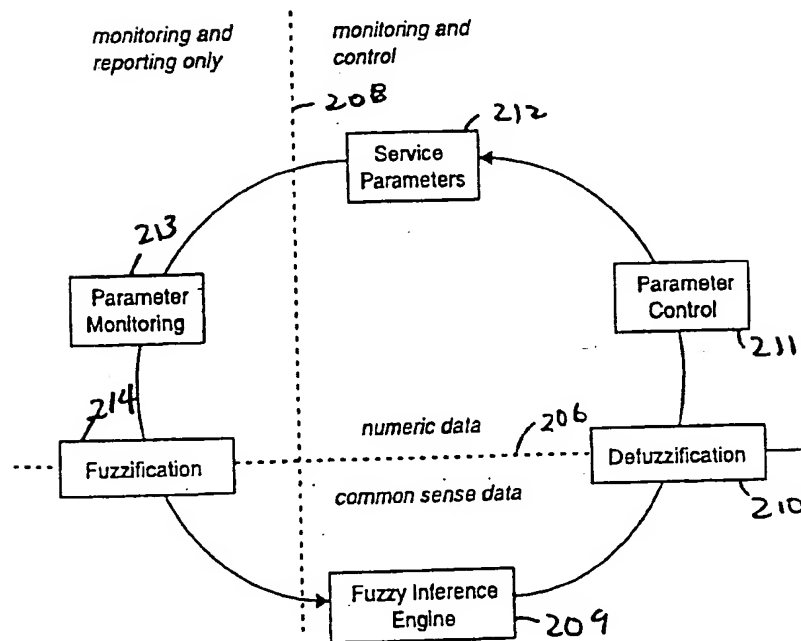 monitoring and
reporting only
monitoring and
control
208
212
Service
Parameters
213
Parameter
Monitoring
Parameter
Control
211
214
Fuzzification
numeric data
206
common sense data
Defuzzification
210
Fuzzy Inference
Engine
209